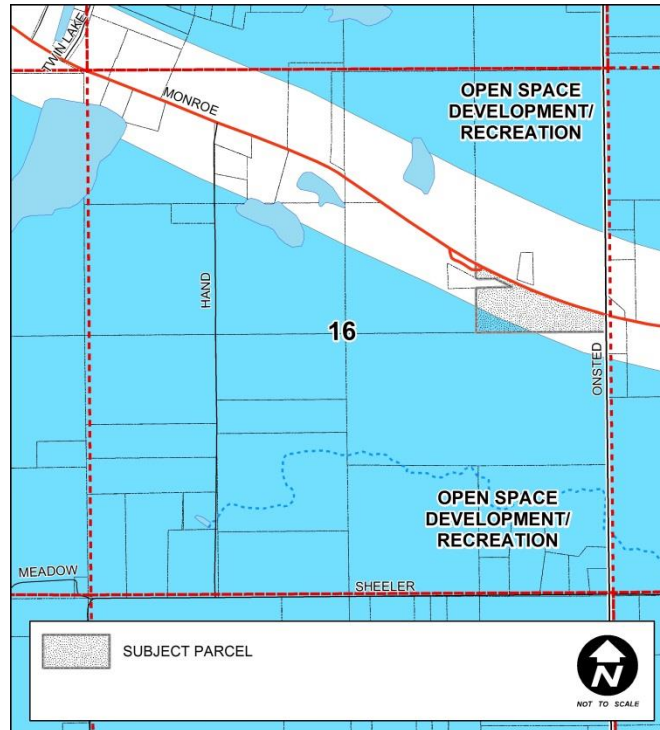 TWIN LAKE
MONROE
OPEN SPACE
DEVELOPMENT/
RECREATION
HAND
16
ONSTED
OPEN SPACE
DEVELOPMENT/
RECREATION
MEADOW
SHEELER
SUBJECT PARCEL
N
NOT TO SCALE